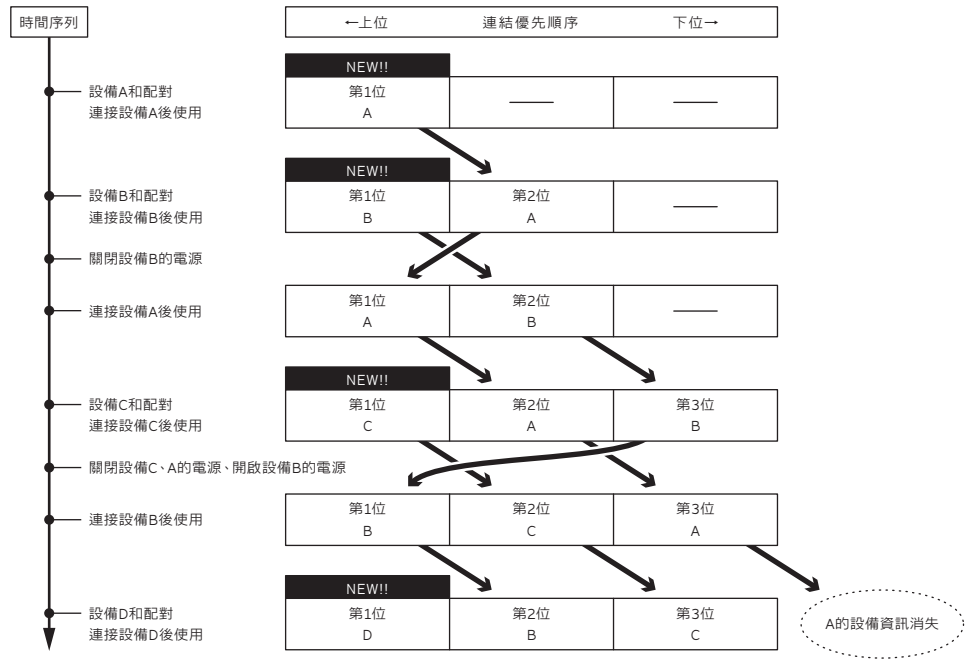 時間序列
←上位 連結優先順序 下位→
NEW!!
設備A和配對
連接設備A後使用
第1位
A
NEW!!
設備B和配對
連接設備B後使用
第1位 第2位
B A
關閉設備B的電源
連接設備A後使用
第1位 第2位
A B
NEW!!
設備C和配對
連接設備C後使用
第1位 第2位 第3位
C A B
關閉設備C、A的電源、開啟設備B的電源
連接設備B後使用
第1位 第2位 第3位
B C A
NEW!!
設備D和配對
連接設備D後使用
第1位 第2位 第3位
D B C
A的設備資訊消失